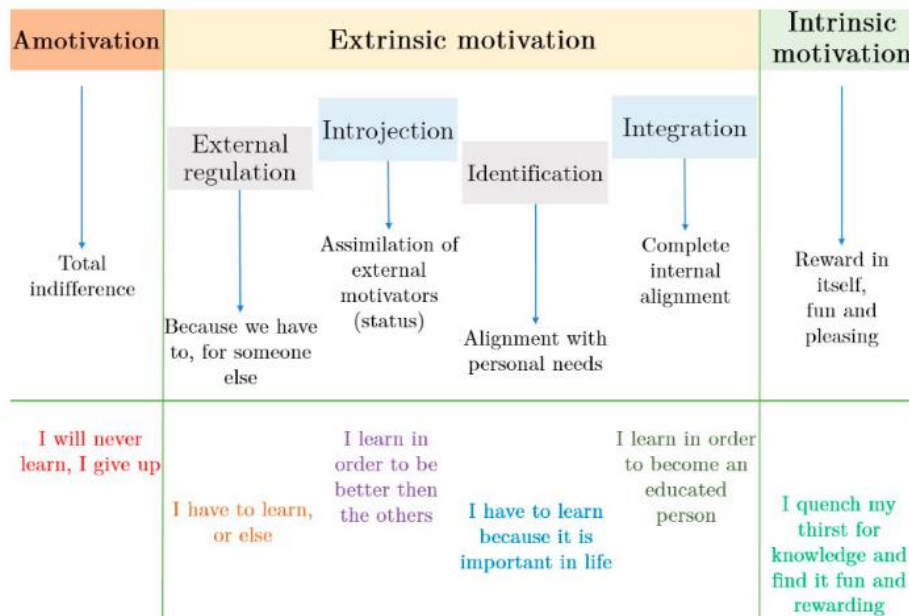 Amotivation
Extrinsic motivation
Intrinsic
motivation
External
regulation
Introjection
Identification
Integration
Total
indifference
Because we have
to, for someone
else
Assimilation of
external
motivators
(status)
Alignment with
personal needs
Complete
internal
alignment
Reward in
itself,
fun and
pleasing
I will never
learn, I give up
I have to learn,
or else
I learn in
order to be
better then
the others
I have to learn
because it is
important in life
I learn in order
to become an
educated
person
I quench my
thirst for
knowledge and
find it fun and
rewarding